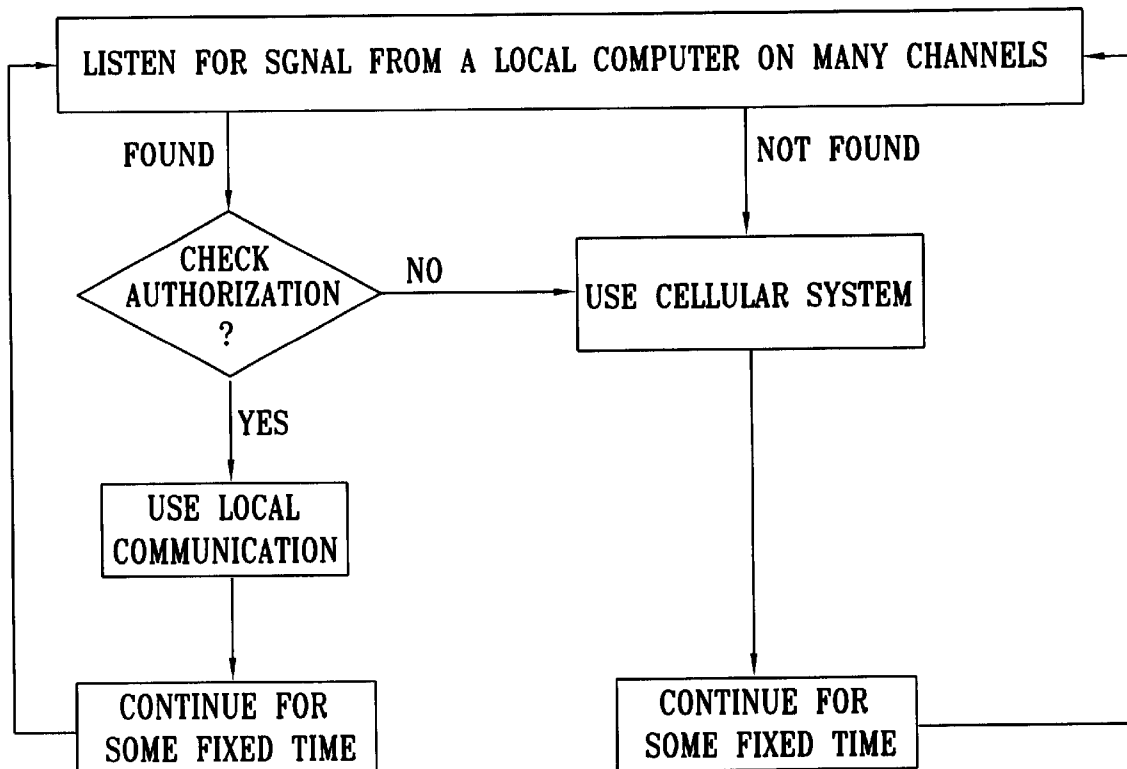 LISTEN FOR SGNAL FROM A LOCAL COMPUTER ON MANY CHANNELS
FOUND
NOT FOUND
CHECK
AUTHORIZATION
?
NO
USE CELLULAR SYSTEM
YES
USE LOCAL
COMMUNICATION
CONTINUE FOR
SOME FIXED TIME
CONTINUE FOR
SOME FIXED TIME